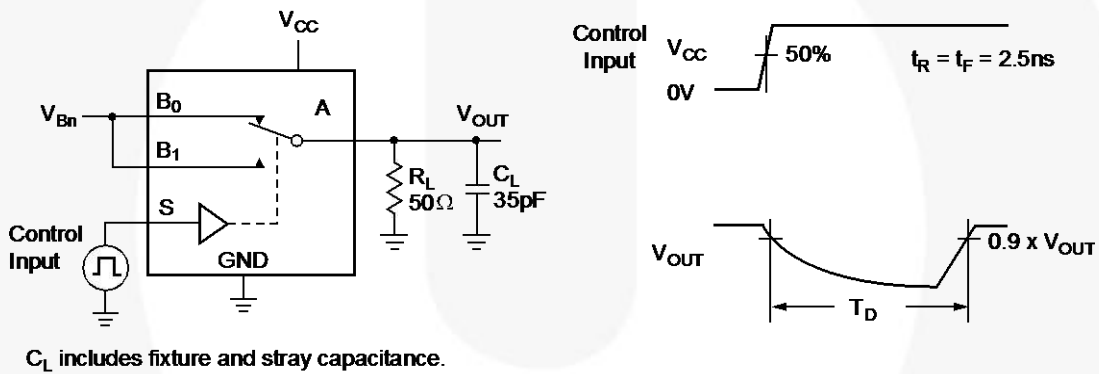 V_CC
B_0
A
V_Bn
V_OUT
B_1
R_L
50Ω
C_L
35pF
S
Control
Input
GND
C_L includes fixture and stray capacitance.
Control
Input
V_CC
0V
50%
t_R = t_F = 2.5ns
V_OUT
0.9 x V_OUT
T_D